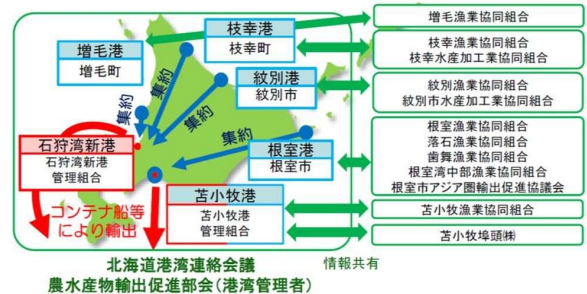 増毛港
増毛町
枝幸港
枝幸町
紋別港
紋別市
根室港
根室市
石狩湾新港
石狩湾新港
管理組合
苫小牧港
苫小牧港
管理組合
集約
集約
集約
集約
コンテナ船等
により輸出
増毛漁業協同組合
枝幸漁業協同組合
枝幸水産加工業協同組合
紋別漁業協同組合
紋別市水産加工業協同組合
根室漁業協同組合
落石漁業協同組合
歯舞漁業協同組合
根室湾中部漁業協同組合
根室市アジア圏輸出促進協議会
苫小牧漁業協同組合
苫小牧埠頭㈱
北海道港湾連絡会議
農水産物輸出促進部会(港湾管理者)
情報共有